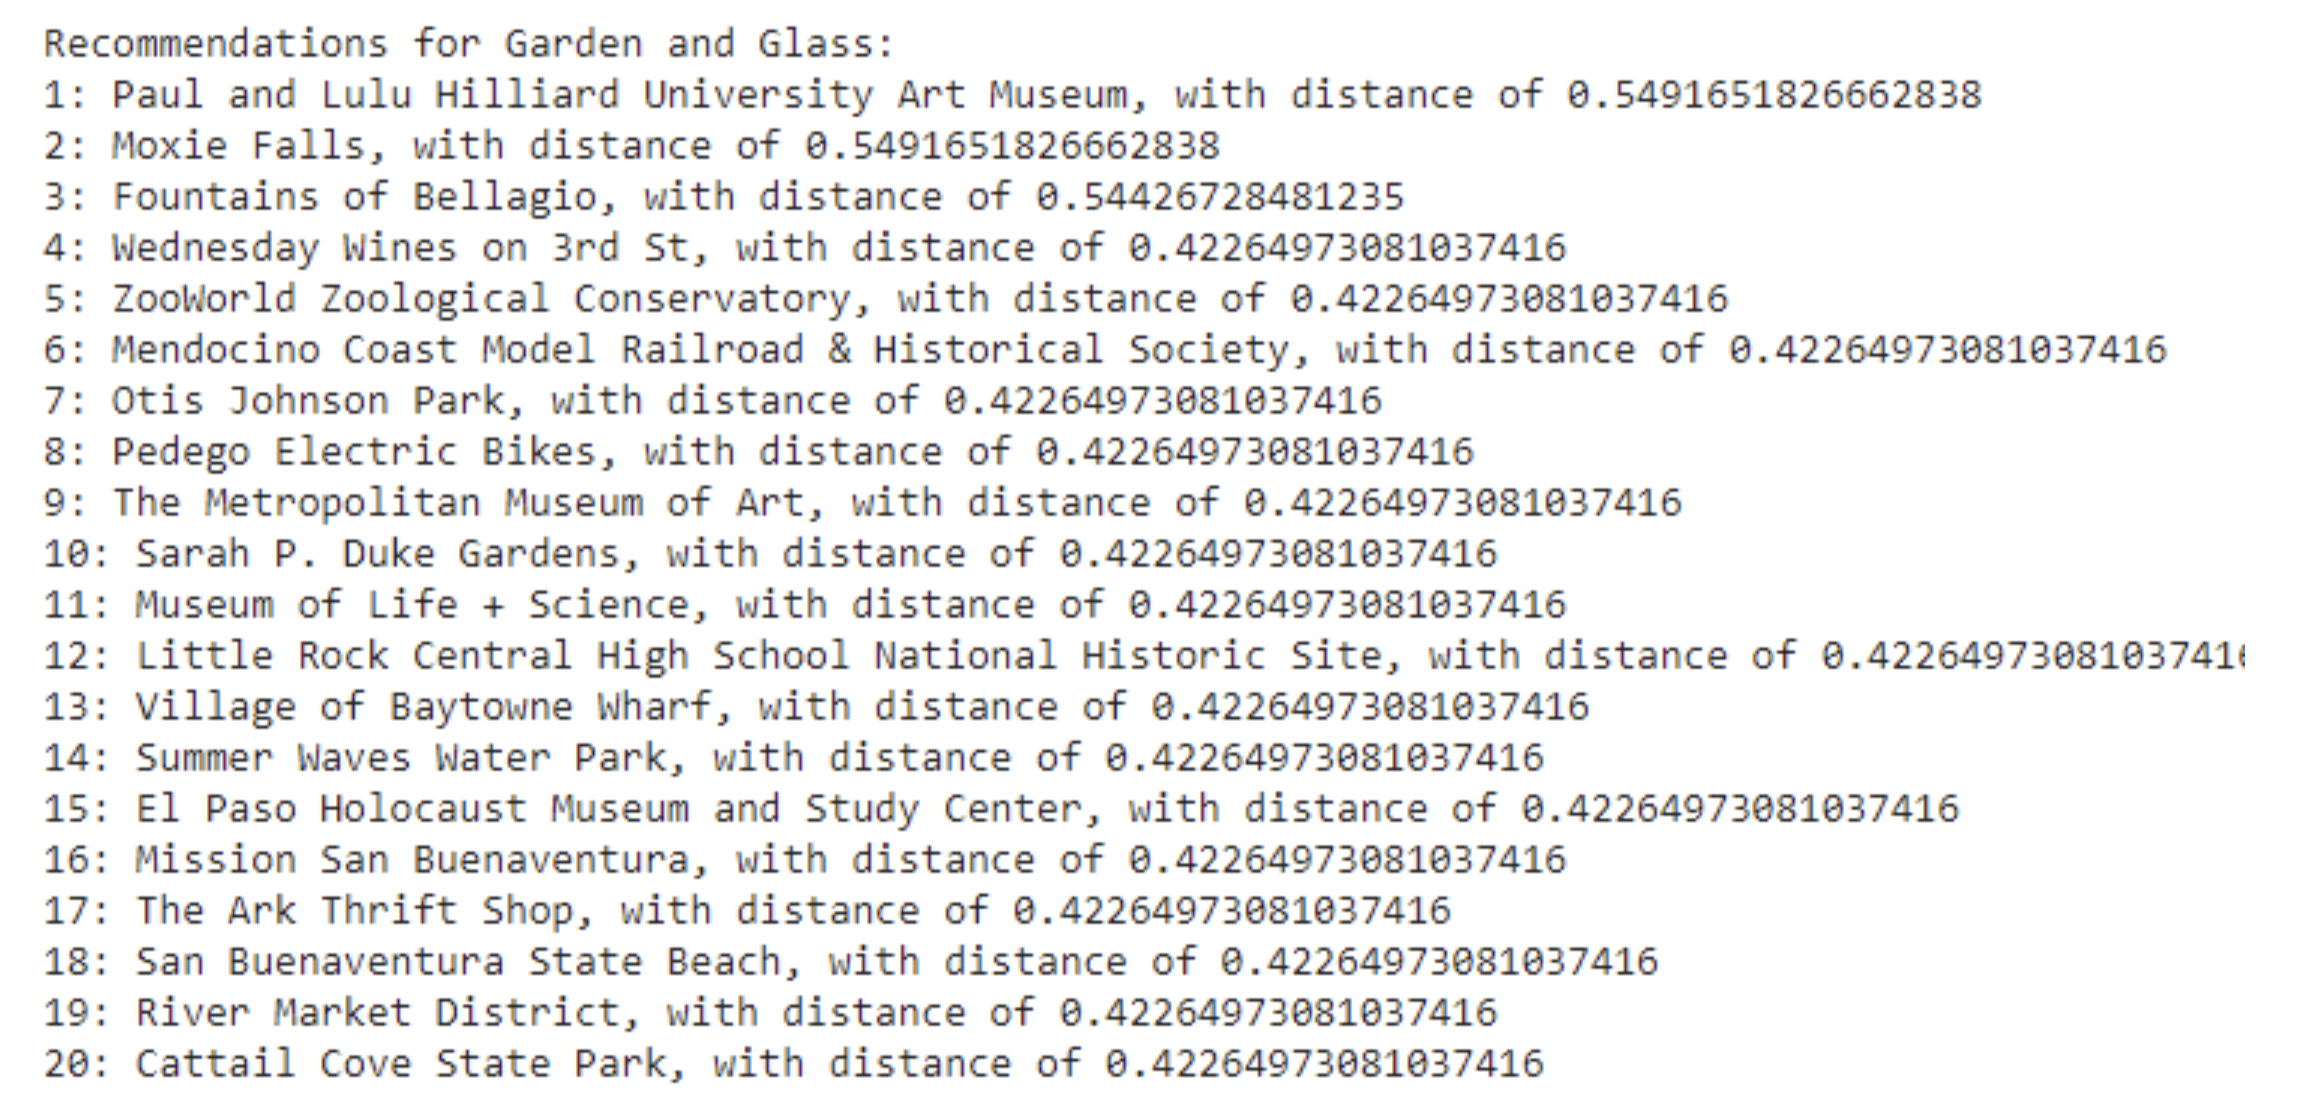 Recommendations for Garden and Glass:
1: Paul and Lulu Hilliard University Art Museum, with distance of 0.5491651826662838
2: Moxie Falls, with distance of 0.5491651826662838
3: Fountains of Bellagio, with distance of 0.54426728481235
4: Wednesday Wines on 3rd St, with distance of 0.42264973081037416
5: ZooWorld Zoological Conservatory, with distance of 0.42264973081037416
6: Mendocino Coast Model Railroad & Historical Society, with distance of 0.42264973081037416
7: Otis Johnson Park, with distance of 0.42264973081037416
8: Pedego Electric Bikes, with distance of 0.42264973081037416
9: The Metropolitan Museum of Art, with distance of 0.42264973081037416
10: Sarah P. Duke Gardens, with distance of 0.42264973081037416
11: Museum of Life + Science, with distance of 0.42264973081037416
12: Little Rock Central High School National Historic Site, with distance of 0.42264973081037416
13: Village of Baytowne Wharf, with distance of 0.42264973081037416
14: Summer Waves Water Park, with distance of 0.42264973081037416
15: El Paso Holocaust Museum and Study Center, with distance of 0.42264973081037416
16: Mission San Buenaventura, with distance of 0.42264973081037416
17: The Ark Thrift Shop, with distance of 0.42264973081037416
18: San Buenaventura State Beach, with distance of 0.42264973081037416
19: River Market District, with distance of 0.42264973081037416
20: Cattail Cove State Park, with distance of 0.42264973081037416